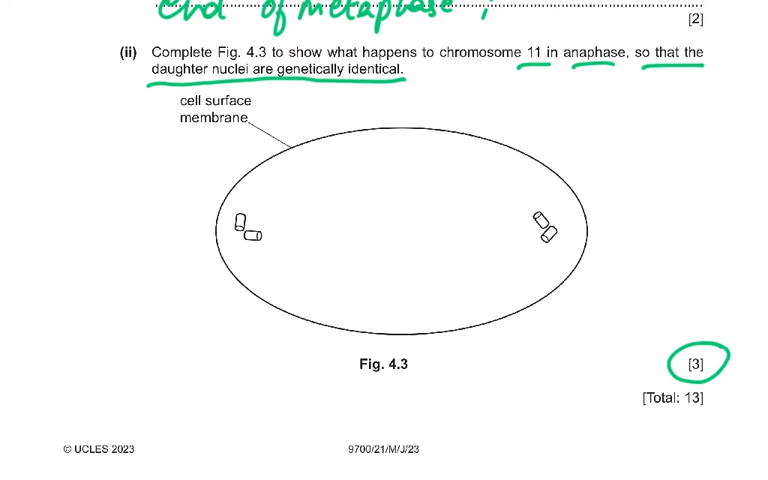 end of metaphase ;
[2]
(ii) Complete Fig. 4.3 to show what happens to chromosome 11 in anaphase, so that the
daughter nuclei are genetically identical.
cell surface
membrane
Fig. 4.3
[3]
[Total: 13]
© UCLES 2023 9700/21/M/J/23